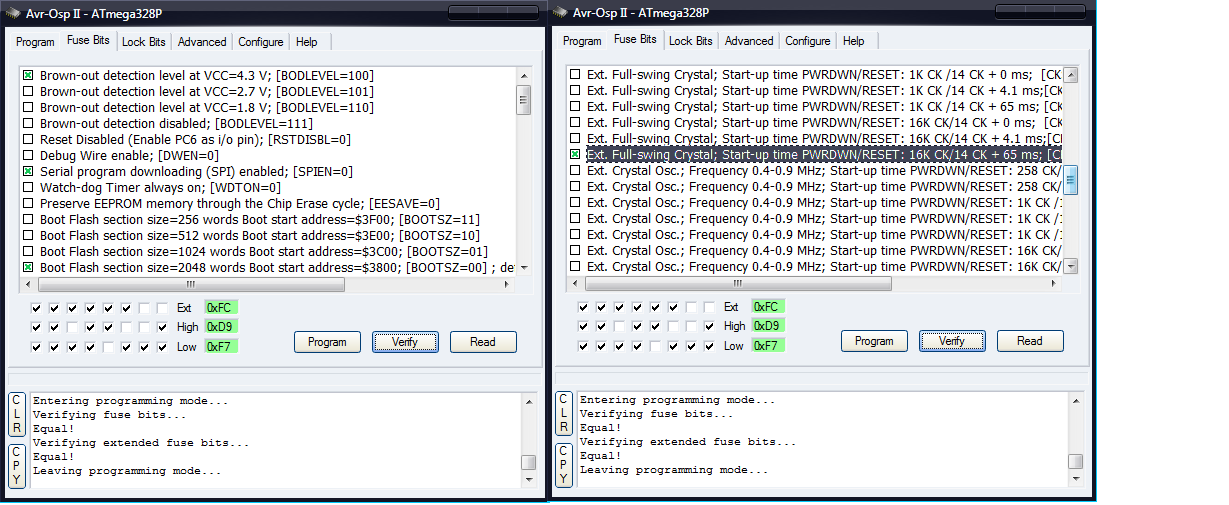 Avr-Osp II - ATmega328P
Program Fuse Bits Lock Bits Advanced Configure Help
Brown-out detection level at VCC=4.3 V; [BODLEVEL=100]
Brown-out detection level at VCC=2.7 V; [BODLEVEL=101]
Brown-out detection level at VCC=1.8 V; [BODLEVEL=110]
Brown-out detection disabled; [BODLEVEL=111]
Reset Disabled (Enable PC6 as i/o pin); [RSTDISBL=0]
Debug Wire enable; [DWEN=0]
Serial program downloading (SPI) enabled; [SPIEN=0]
Watch-dog Timer always on; [WDTON=0]
Preserve EEPROM memory through the Chip Erase cycle; [EESAVE=0]
Boot Flash section size=256 words Boot start address=$3F00; [BOOTSZ=11]
Boot Flash section size=512 words Boot start address=$3E00; [BOOTSZ=10]
Boot Flash section size=1024 words Boot start address=$3C00; [BOOTSZ=01]
Boot Flash section size=2048 words Boot start address=$3800; [BOOTSZ=00] ; de
Ext 0xFC
High 0xD9
Low 0xF7
Program Verify Read
CLR
CPY
Entering programming mode...
Verifying fuse bits...
Equal!
Verifying extended fuse bits...
Equal!
Leaving programming mode...
Avr-Osp II - ATmega328P
Program Fuse Bits Lock Bits Advanced Configure Help
Ext. Full-swing Crystal; Start-up time PWRDWN/RESET: 1K CK /14 CK + 0 ms; [CK
Ext. Full-swing Crystal; Start-up time PWRDWN/RESET: 1K CK /14 CK + 4.1 ms;[CK
Ext. Full-swing Crystal; Start-up time PWRDWN/RESET: 1K CK /14 CK + 65 ms; [CK
Ext. Full-swing Crystal; Start-up time PWRDWN/RESET: 16K CK/14 CK + 0 ms; [CK
Ext. Full-swing Crystal; Start-up time PWRDWN/RESET: 16K CK/14 CK + 4.1 ms;[C
Ext. Full-swing Crystal; Start-up time PWRDWN/RESET: 16K CK/14 CK + 65 ms; [C
Ext. Crystal Osc.; Frequency 0.4-0.9 MHz; Start-up time PWRDWN/RESET: 258 CK/
Ext. Crystal Osc.; Frequency 0.4-0.9 MHz; Start-up time PWRDWN/RESET: 258 CK/
Ext. Crystal Osc.; Frequency 0.4-0.9 MHz; Start-up time PWRDWN/RESET: 1K CK /
Ext. Crystal Osc.; Frequency 0.4-0.9 MHz; Start-up time PWRDWN/RESET: 1K CK /
Ext. Crystal Osc.; Frequency 0.4-0.9 MHz; Start-up time PWRDWN/RESET: 1K CK /
Ext. Crystal Osc.; Frequency 0.4-0.9 MHz; Start-up time PWRDWN/RESET: 16K CK/
Ext. Crystal Osc.; Frequency 0.4-0.9 MHz; Start-up time PWRDWN/RESET: 16K CK/
Ext 0xFC
High 0xD9
Low 0xF7
Program Verify Read
CLR
CPY
Entering programming mode...
Verifying fuse bits...
Equal!
Verifying extended fuse bits...
Equal!
Leaving programming mode...